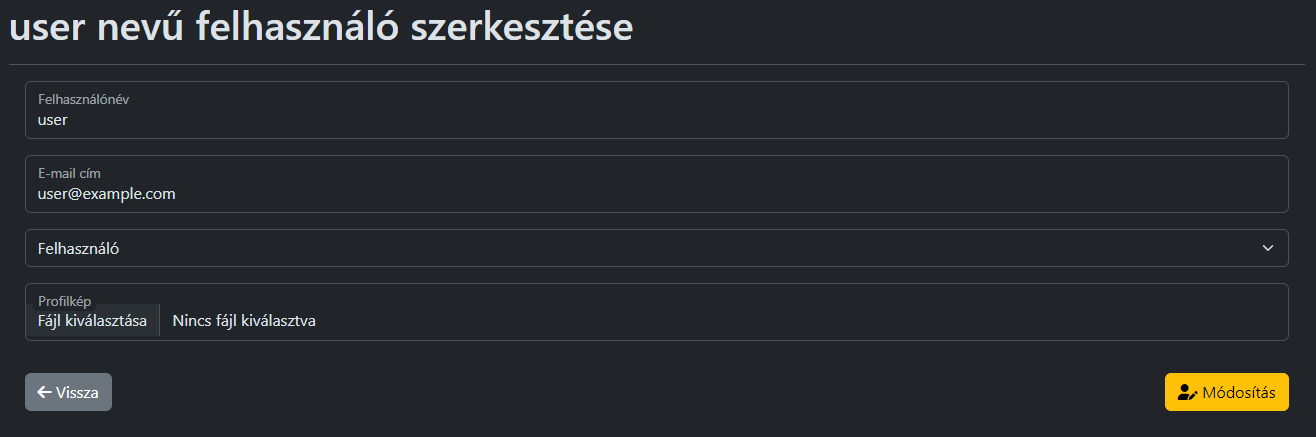 user nevű felhasználó szerkesztése
Felhasználónév
user
E-mail cím
user@example.com
Felhasználó
Profilkép
Fájl kiválasztása Nincs fájl kiválasztva
Vissza Módosítás